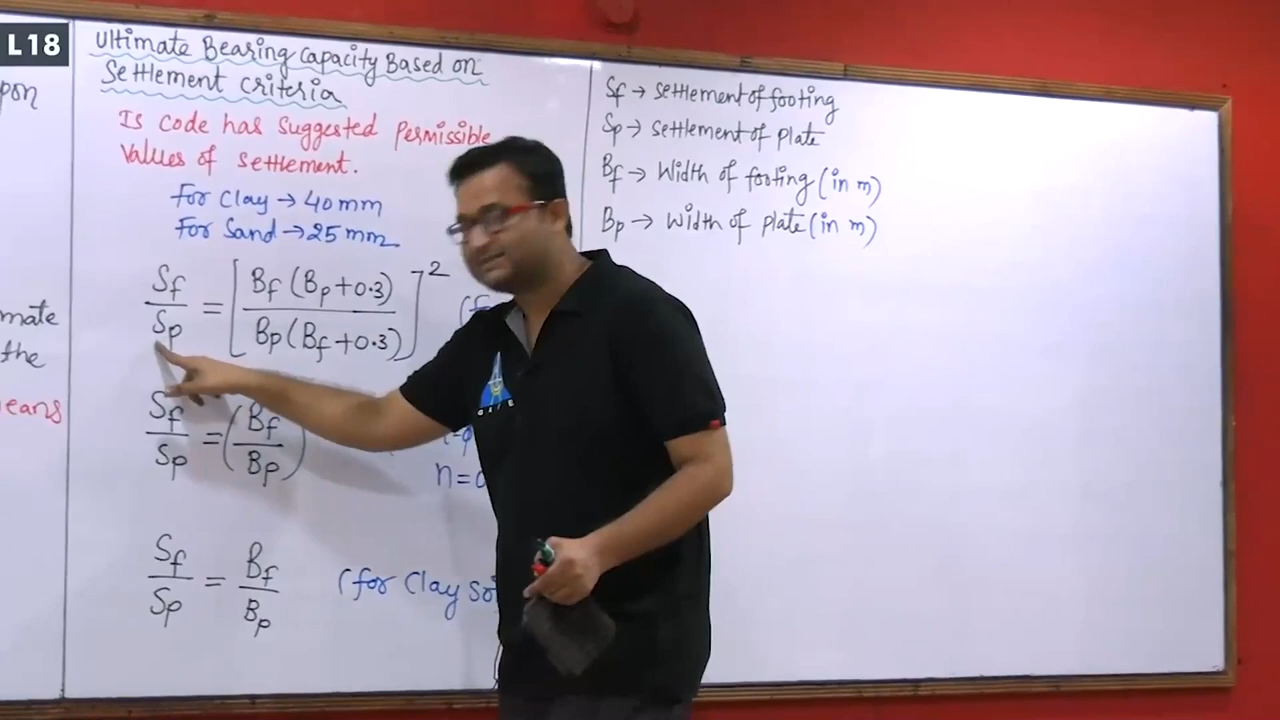 L18
pon
mate
the
eans
Ultimate Bearing Capacity Based on
Settlement Criteria
Is Code has Suggested Permissible
Values of Settlement.
for Clay → 40 mm
For Sand → 25 mm
Sf/Sp = [Bf (Bp+0.3) / Bp (Bf+0.3)]²
Sf/Sp = (Bf/Bp)
n=
Sf/Sp = Bf/Bp (for Clay
Sf → Settlement of footing
Sp → Settlement of plate
Bf → Width of footing (in m)
Bp → Width of plate (in m)
GATE